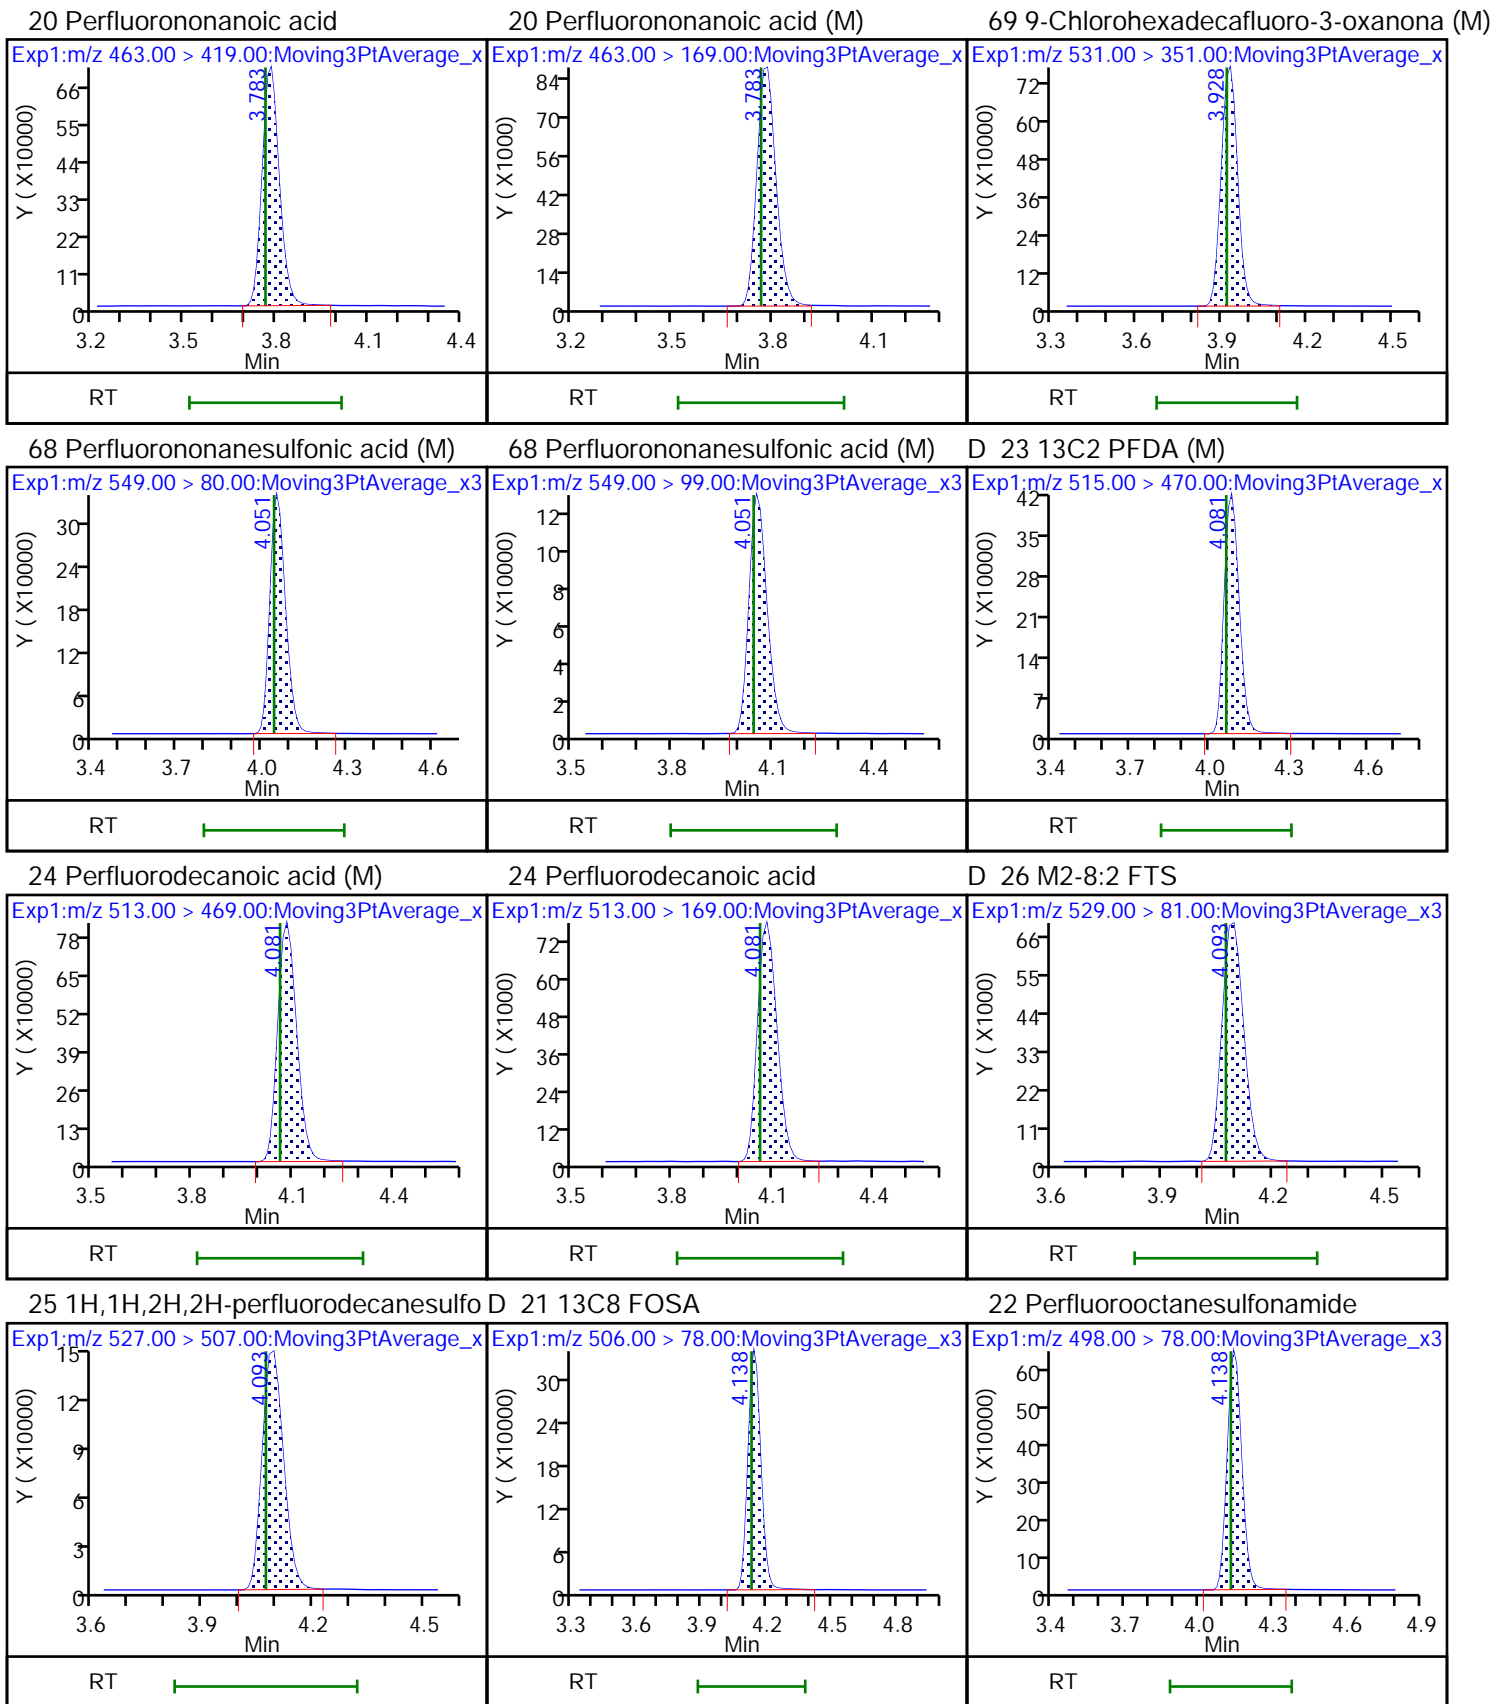 20 Perfluorononanoic acid
Exp1:m/z 463.00 > 419.00:Moving3PtAverage_x
3.783
Y ( X10000)
66
55
44
33
22
11
0
3.2 3.5 3.8 4.1 4.4
Min
RT
20 Perfluorononanoic acid (M)
Exp1:m/z 463.00 > 169.00:Moving3PtAverage_x
3.783
Y ( X1000)
84
70
56
42
28
14
0
3.2 3.5 3.8 4.1
Min
RT
69 9-Chlorohexadecafluoro-3-oxanona (M)
Exp1:m/z 531.00 > 351.00:Moving3PtAverage_x
3.928
Y ( X10000)
72
60
48
36
24
12
0
3.3 3.6 3.9 4.2 4.5
Min
RT
68 Perfluorononanesulfonic acid (M)
Exp1:m/z 549.00 > 80.00:Moving3PtAverage_x3
4.051
Y ( X10000)
30
24
18
12
6
0
3.4 3.7 4.0 4.3 4.6
Min
RT
68 Perfluorononanesulfonic acid (M)
Exp1:m/z 549.00 > 99.00:Moving3PtAverage_x3
4.051
Y ( X10000)
12
10
8
6
4
2
0
3.5 3.8 4.1 4.4
Min
RT
D 23 13C2 PFDA (M)
Exp1:m/z 515.00 > 470.00:Moving3PtAverage_x
4.081
Y ( X10000)
42
35
28
21
14
7
0
3.4 3.7 4.0 4.3 4.6
Min
RT
24 Perfluorodecanoic acid (M)
Exp1:m/z 513.00 > 469.00:Moving3PtAverage_x
4.081
Y ( X10000)
78
65
52
39
26
13
0
3.5 3.8 4.1 4.4
Min
RT
24 Perfluorodecanoic acid
Exp1:m/z 513.00 > 169.00:Moving3PtAverage_x
4.081
Y ( X1000)
72
60
48
36
24
12
0
3.5 3.8 4.1 4.4
Min
RT
D 26 M2-8:2 FTS
Exp1:m/z 529.00 > 81.00:Moving3PtAverage_x3
4.093
Y ( X1000)
66
55
44
33
22
11
0
3.6 3.9 4.2 4.5
Min
RT
25 1H,1H,2H,2H-perfluorodecanesulfo
Exp1:m/z 527.00 > 507.00:Moving3PtAverage_x
4.093
Y ( X10000)
15
12
9
6
3
0
3.6 3.9 4.2 4.5
Min
RT
D 21 13C8 FOSA
Exp1:m/z 506.00 > 78.00:Moving3PtAverage_x3
4.138
Y ( X10000)
30
24
18
12
6
0
3.3 3.6 3.9 4.2 4.5 4.8
Min
RT
22 Perfluorooctanesulfonamide
Exp1:m/z 498.00 > 78.00:Moving3PtAverage_x3
4.138
Y ( X10000)
60
50
40
30
20
10
0
3.4 3.7 4.0 4.3 4.6 4.9
Min
RT